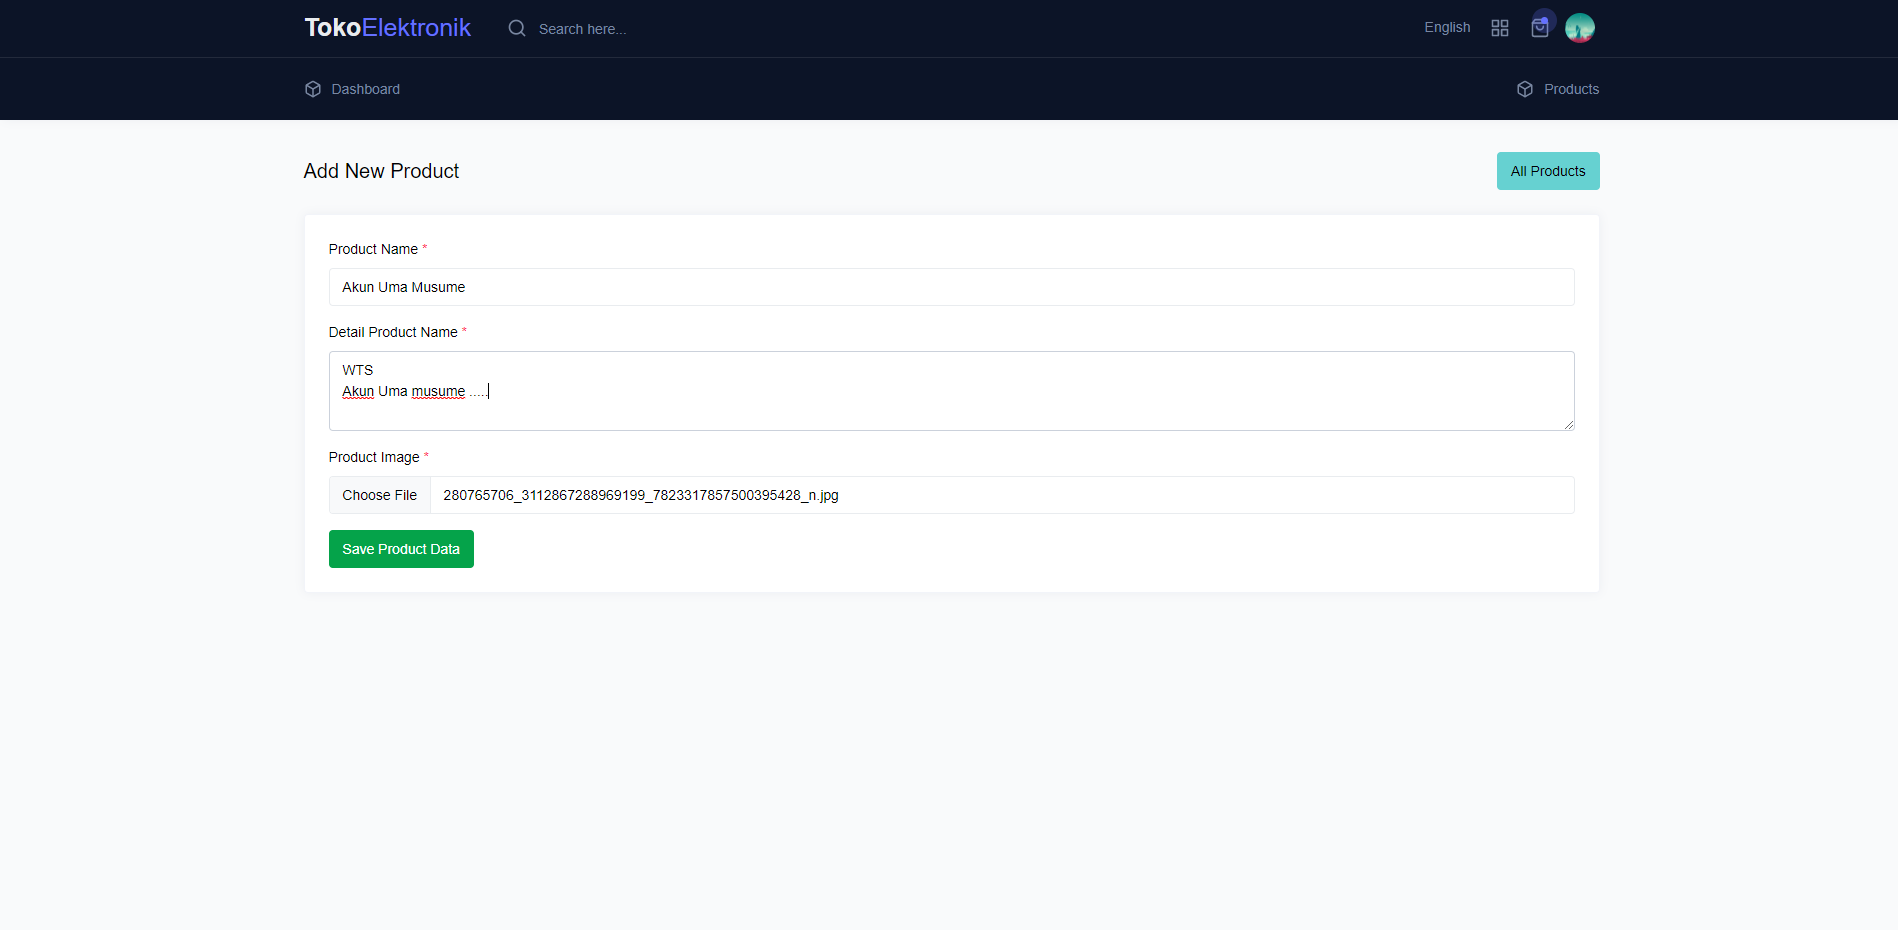 TokoElektronik
Search here...
English
Dashboard
Products
Add New Product
All Products
Product Name *
Akun Uma Musume
Detail Product Name *
WTS
Akun Uma musume .....
Product Image *
Choose File
280765706_3112867288969199_7823317857500395428_n.jpg
Save Product Data